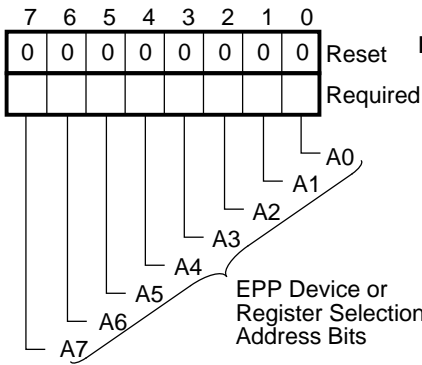 7 6 5 4 3 2 1 0
0 0 0 0 0 0 0 0 Reset
Required
A0
A1
A2
A3
A4
A5
A6
A7
EPP Device or
Register Selection
Address Bits